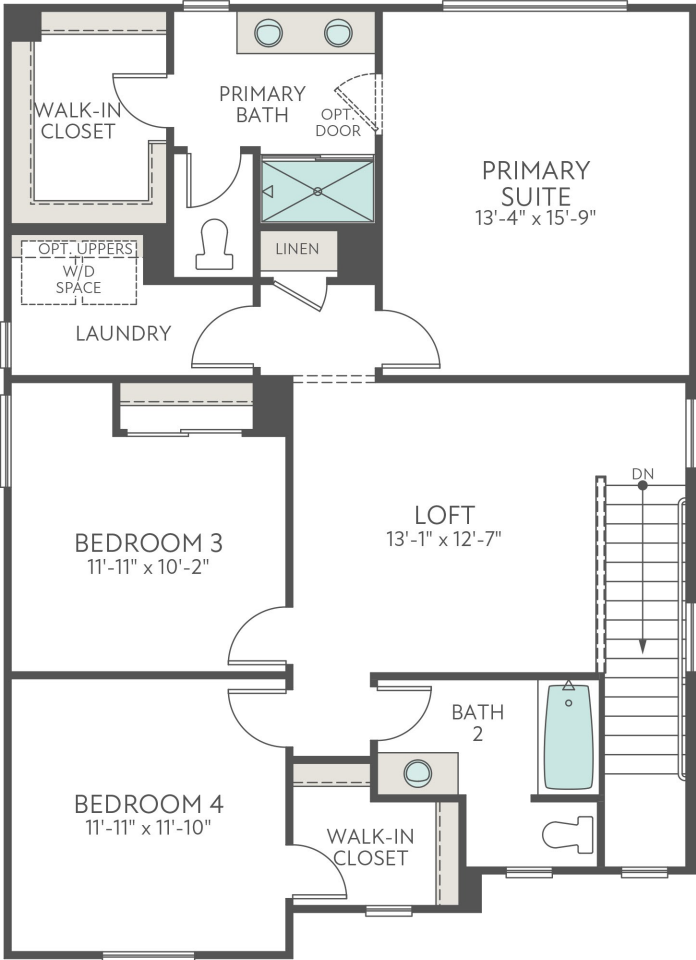 WALK-IN
CLOSET
PRIMARY
BATH
OPT.
DOOR
PRIMARY
SUITE
13'-4" x 15'-9"
OPT. UPPERS
W/D
SPACE
LINEN
LAUNDRY
DN
LOFT
13'-1" x 12'-7"
BEDROOM 3
11'-11" x 10'-2"
BATH
2
BEDROOM 4
11'-11" x 11'-10"
WALK-IN
CLOSET